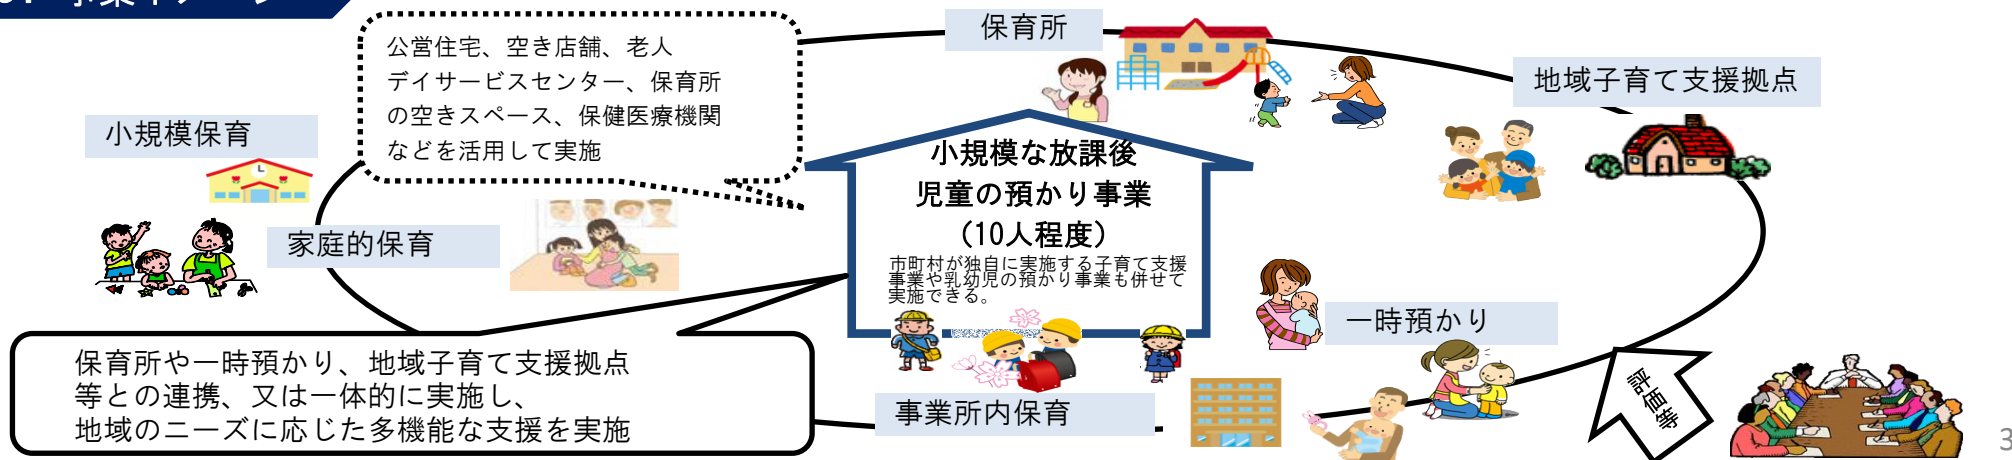 事業イメージ
公営住宅、空き店舗、老人
デイサービスセンター、保育所
の空きスペース、保健医療機関
などを活用して実施
保育所
地域子育て支援拠点
小規模保育
家庭的保育
小規模な放課後
児童の預かり事業
(10人程度)
市町村が独自に実施する子育て支援
事業や乳幼児の預かり事業も併せて
実施できる。
一時預かり
保育所や一時預かり、地域子育て支援拠点
等との連携、又は一体的に実施し、
地域のニーズに応じた多機能な支援を実施
事業所内保育
評価等
3